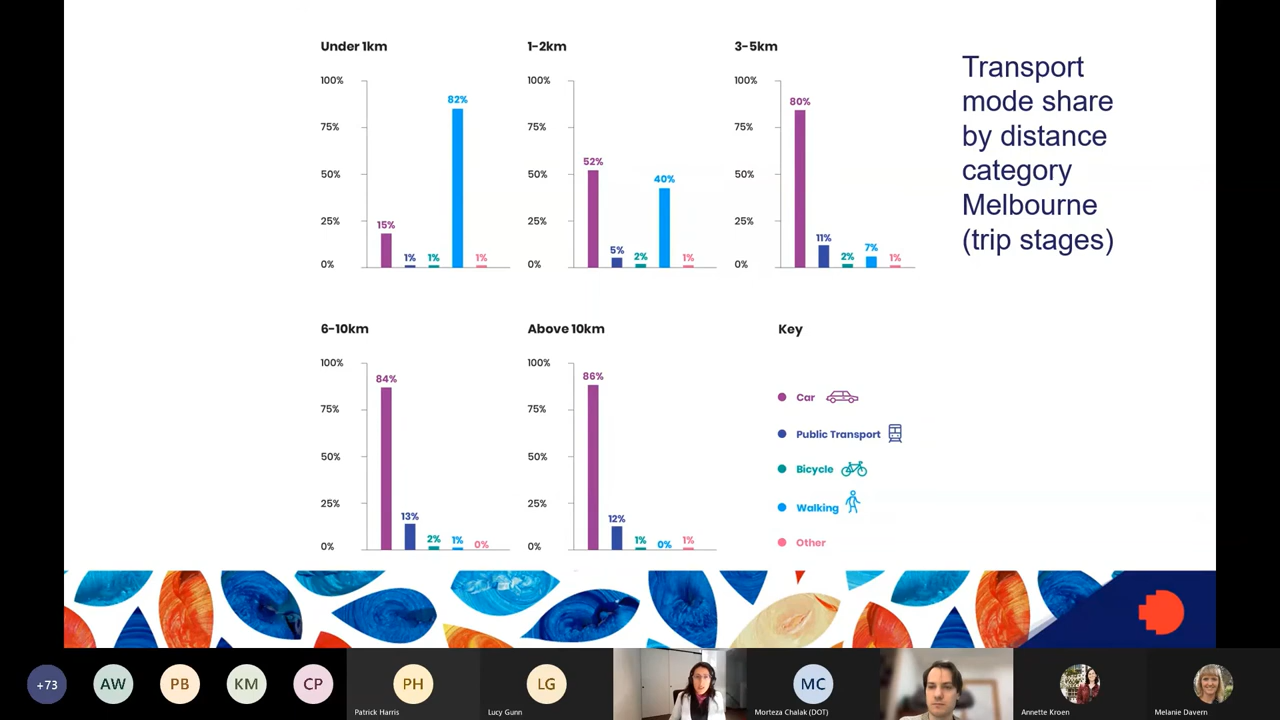 Under 1km
100%
75%
50%
25%
0%
15%
1%
1%
82%
1%
1-2km
100%
75%
50%
25%
0%
52%
5%
2%
40%
1%
3-5km
100%
75%
50%
25%
0%
80%
11%
2%
7%
1%
Transport
mode share
by distance
category
Melbourne
(trip stages)
6-10km
100%
75%
50%
25%
0%
84%
13%
2%
1%
0%
Above 10km
100%
75%
50%
25%
0%
86%
12%
1%
0%
1%
Key
Car
Public Transport
Bicycle
Walking
Other
+73
AW
PB
KM
CP
PH
Patrick Harris
LG
Lucy Gunn
MC
Morteza Chalak (DOT)
Annette Kroen
Melanie Davern